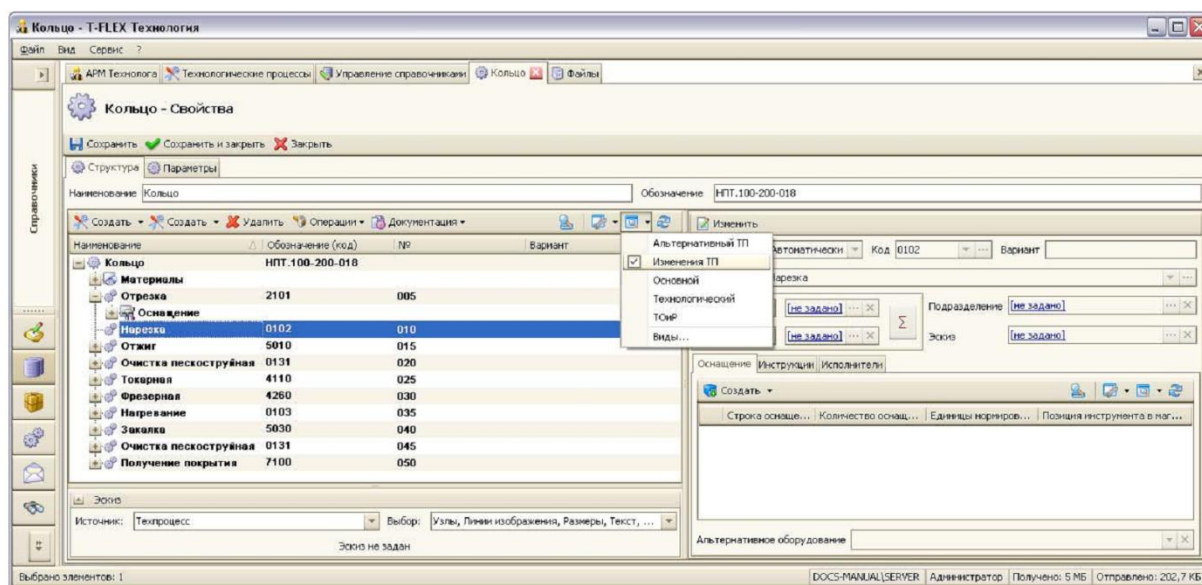 Кольцо - T-FLEX Технология
Файл Вид Сервис ?
АРМ Технолога Технологические процессы Управление справочниками Кольцо Файлы
Справочники
Кольцо - Свойства
Сохранить Сохранить и закрыть Закрыть
Структура Параметры
Наименование Кольцо Обозначение НПТ.100-200-018
Создать Создать Удалить Операции Документация
Наименование Обозначение (код) № Вариант
Кольцо НПТ.100-200-018
Материалы
Отрезка 2101 005
Оснащение
Нарезка 0102 010
Отжиг 5010 015
Очистка пескоструйная 0131 020
Токарная 4110 025
Фрезерная 4260 030
Нагревание 0103 035
Закалка 5030 040
Очистка пескоструйная 0131 045
Получение покрытия 7100 050
Альтернативный ТП
Изменения ТП
Основной
Технологический
ТОиР
Виды...
Изменить
Автоматически Код 0102 Вариант
арезка
[не задано] ... Подразделение [не задано] ...
Σ
[не задано] ... Эскиз [не задано] ...
Оснащение Инструкции Исполнители
Создать
Строка оснаще... Количество оснащ... Единицы нормиров... Позиция инструмента в маг...
Альтернативное оборудование
Эскиз
Источник: Техпроцесс Выбор: Узлы, Линии изображения, Размеры, Текст, ...
Эскиз не задан
Выбрано элементов: 1 DOCS-MANUAL\SERVER Администратор Получено: 5 МБ Отправлено: 202,7 КБ